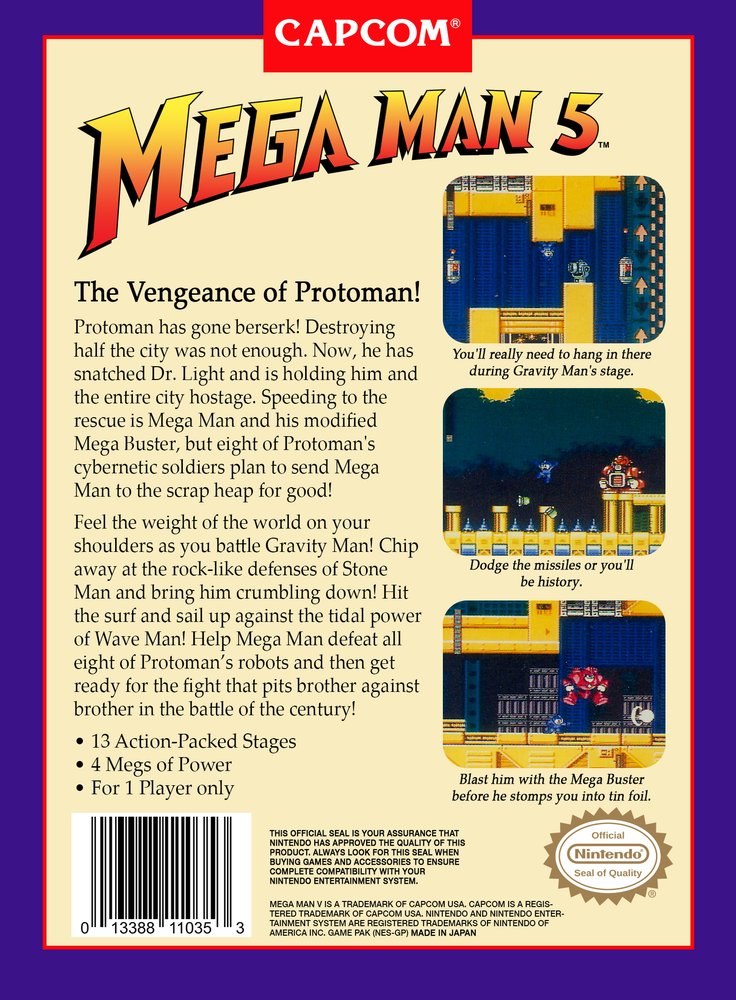 CAPCOM®
MEGA MAN 5™
The Vengeance of Protoman!
Protoman has gone berserk! Destroying
half the city was not enough. Now, he has
snatched Dr. Light and is holding him and
the entire city hostage. Speeding to the
rescue is Mega Man and his modified
Mega Buster, but eight of Protoman's
cybernetic soldiers plan to send Mega
Man to the scrap heap for good!
Feel the weight of the world on your
shoulders as you battle Gravity Man! Chip
away at the rock-like defenses of Stone
Man and bring him crumbling down! Hit
the surf and sail up against the tidal power
of Wave Man! Help Mega Man defeat all
eight of Protoman’s robots and then get
ready for the fight that pits brother against
brother in the battle of the century!
• 13 Action-Packed Stages
• 4 Megs of Power
• For 1 Player only
You'll really need to hang in there
during Gravity Man's stage.
Dodge the missiles or you'll
be history.
Blast him with the Mega Buster
before he stomps you into tin foil.
0 13388 11035 3
THIS OFFICIAL SEAL IS YOUR ASSURANCE THAT
NINTENDO HAS APPROVED THE QUALITY OF THIS
PRODUCT. ALWAYS LOOK FOR THIS SEAL WHEN
BUYING GAMES AND ACCESSORIES TO ENSURE
COMPLETE COMPATIBILITY WITH YOUR
NINTENDO ENTERTAINMENT SYSTEM.
MEGA MAN V IS A TRADEMARK OF CAPCOM USA. CAPCOM IS A REGIS-
TERED TRADEMARK OF CAPCOM USA. NINTENDO AND NINTENDO ENTER-
TAINMENT SYSTEM ARE REGISTERED TRADEMARKS OF NINTENDO OF
AMERICA INC. GAME PAK (NES-GP) MADE IN JAPAN
Official
Nintendo®
Seal of Quality
®